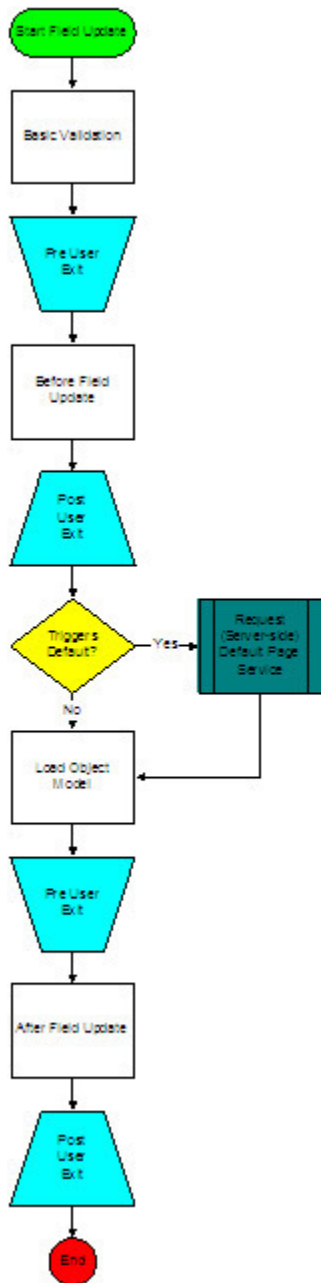 Start Field Update
Basic Validation
Pre User
Exit
Before Field
Update
Post
User
Exit
Triggers
Default?
Yes
Request
(Server-side)
Default Page
Service
No
Load Object
Model
Pre User
Exit
After Field Update
Post
User
Exit
End